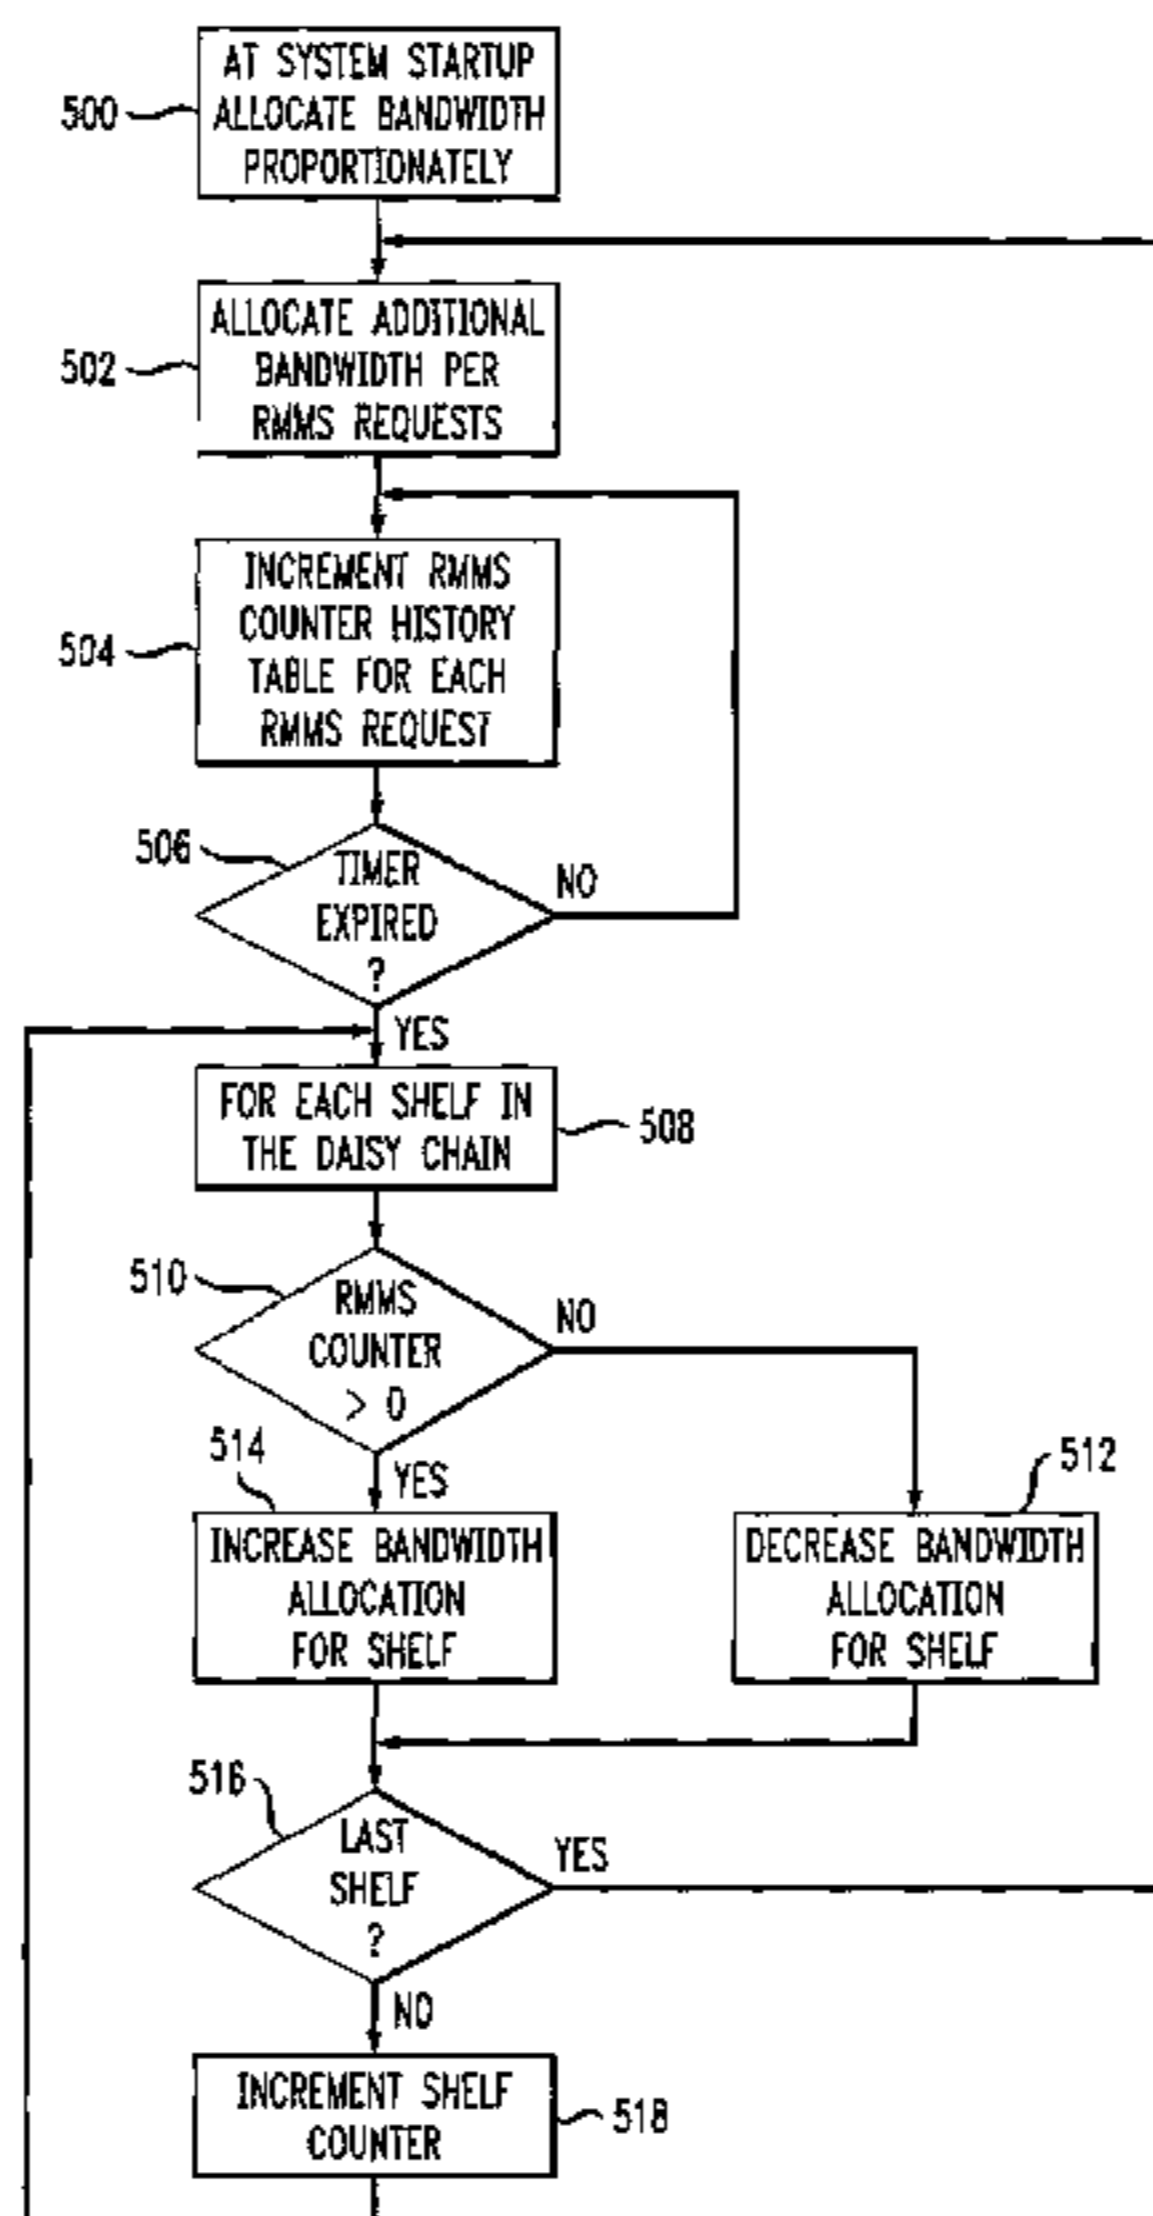 AT SYSTEM STARTUP
ALLOCATE BANDWIDTH
PROPORTIONATELY
500
ALLOCATE ADDITIONAL
BANDWIDTH PER
RMMS REQUESTS
502
INCREMENT RMMS
COUNTER HISTORY
TABLE FOR EACH
RMMS REQUEST
504
506
TIMER
EXPIRED
?
NO
YES
FOR EACH SHELF IN
THE DAISY CHAIN
508
510
RMMS
COUNTER
> 0
NO
YES
514
INCREASE BANDWIDTH
ALLOCATION
FOR SHELF
512
DECREASE BANDWIDTH
ALLOCATION
FOR SHELF
516
LAST
SHELF
?
YES
NO
INCREMENT SHELF
COUNTER
518